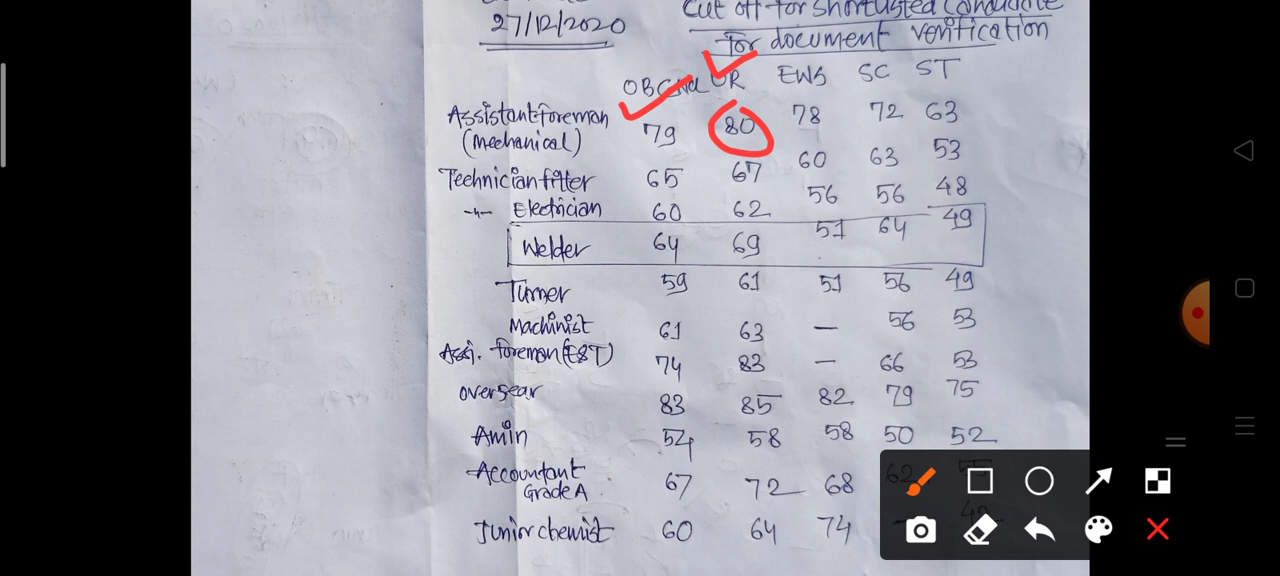 27/12/2020
Cut off for Shortlisted Candidate
for document verification
OBC UR EWS SC ST
Assistant foreman
(Mechanical) 79 80 78 72 63
Technician fitter 65 67 60 63 53
-〃- Electrician 60 62 56 56 48
Welder 64 69 51 64 49
Turner 59 61 51 56 49
Machinist 61 63 — 56 53
Assi. foreman (E&T) 74 83 — 66 53
oversear 83 85 82 79 75
Amin 54 58 58 50 52
Accountant
Grade A 67 72 68 62
Junior chemist 60 64 74